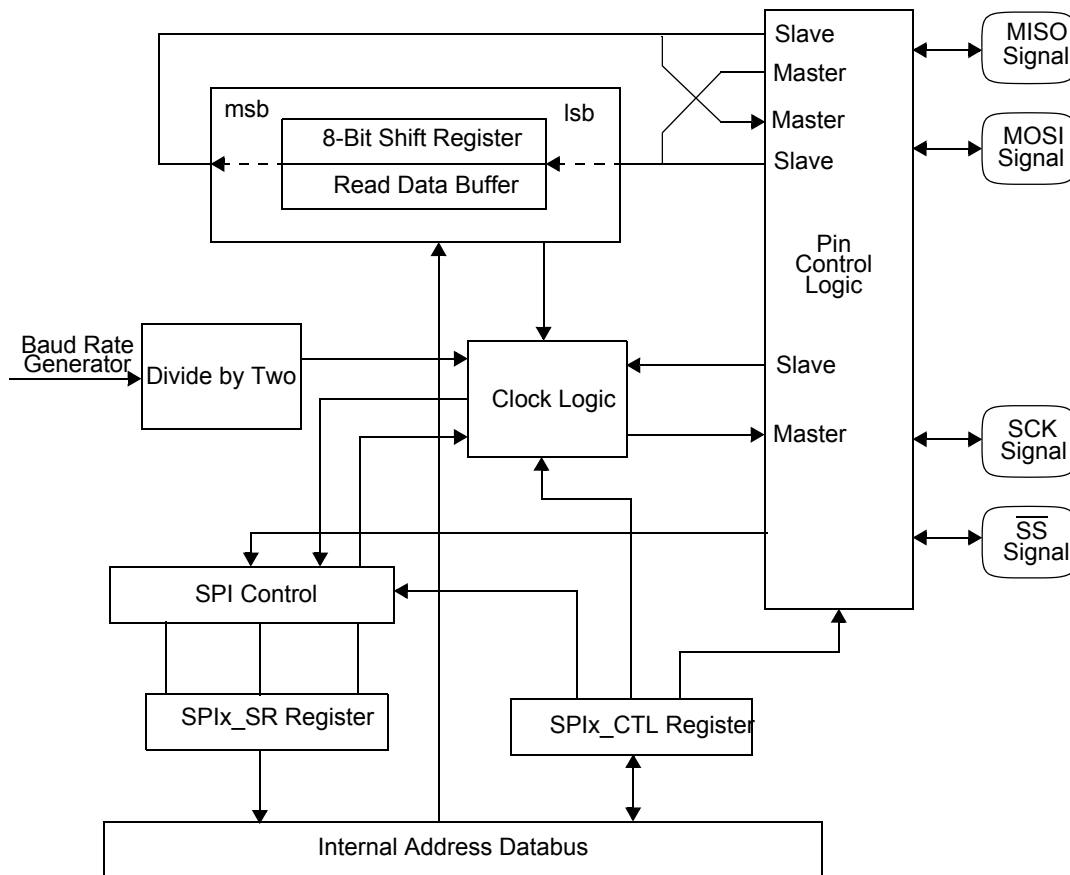 Slave
Master
Master
Slave
MISO
Signal
MOSI
Signal
msb
lsb
8-Bit Shift Register
Read Data Buffer
Pin
Control
Logic
Baud Rate
Generator
Divide by Two
Clock Logic
Slave
Master
SCK
Signal
SS
Signal
SPI Control
SPIx_SR Register
SPIx_CTL Register
Internal Address Databus